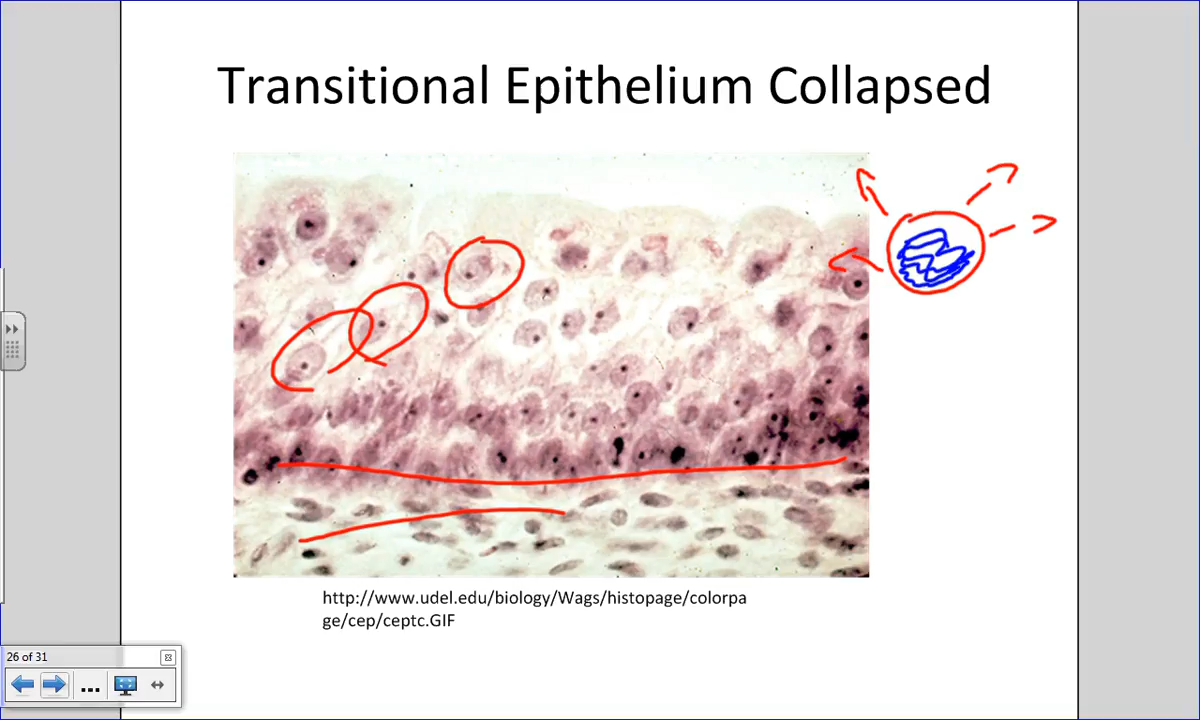 Transitional Epithelium Collapsed
http://www.udel.edu/biology/Wags/histopage/colorpa
ge/cep/ceptc.GIF
26 of 31
...